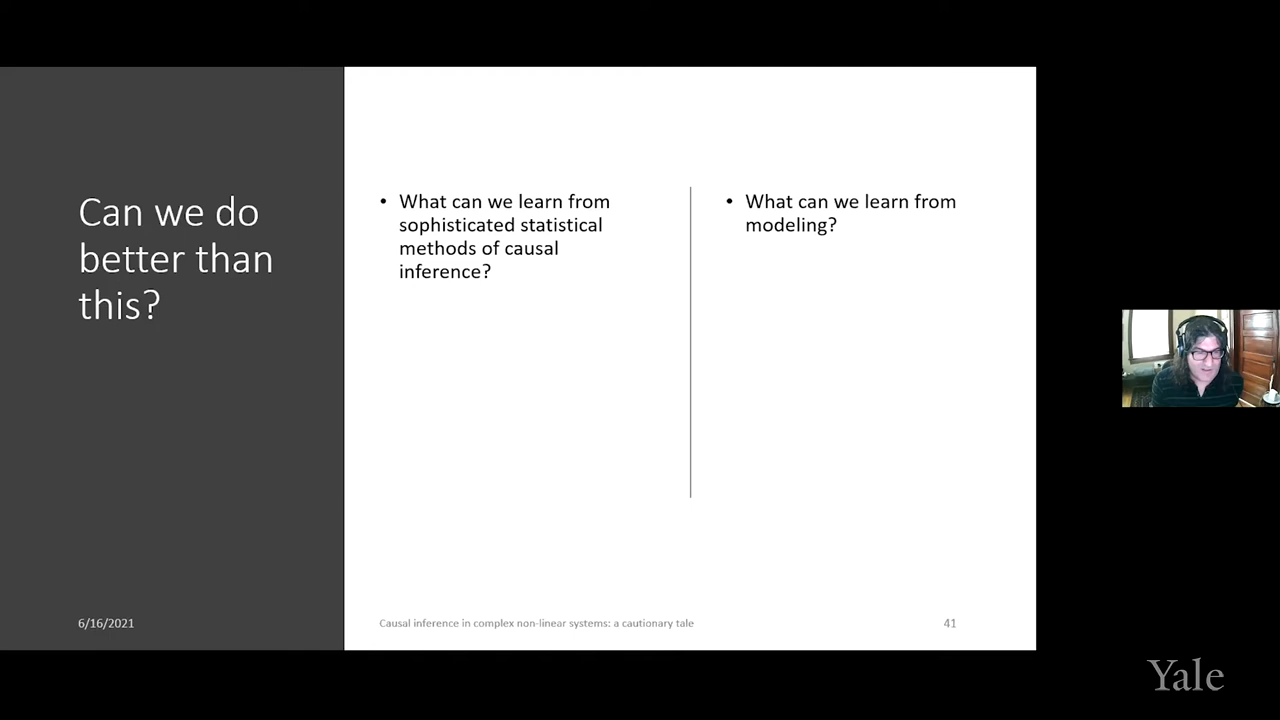 Can we do
better than
this?
• What can we learn from
sophisticated statistical
methods of causal
inference?
• What can we learn from
modeling?
6/16/2021
Causal inference in complex non-linear systems: a cautionary tale
41
Yale